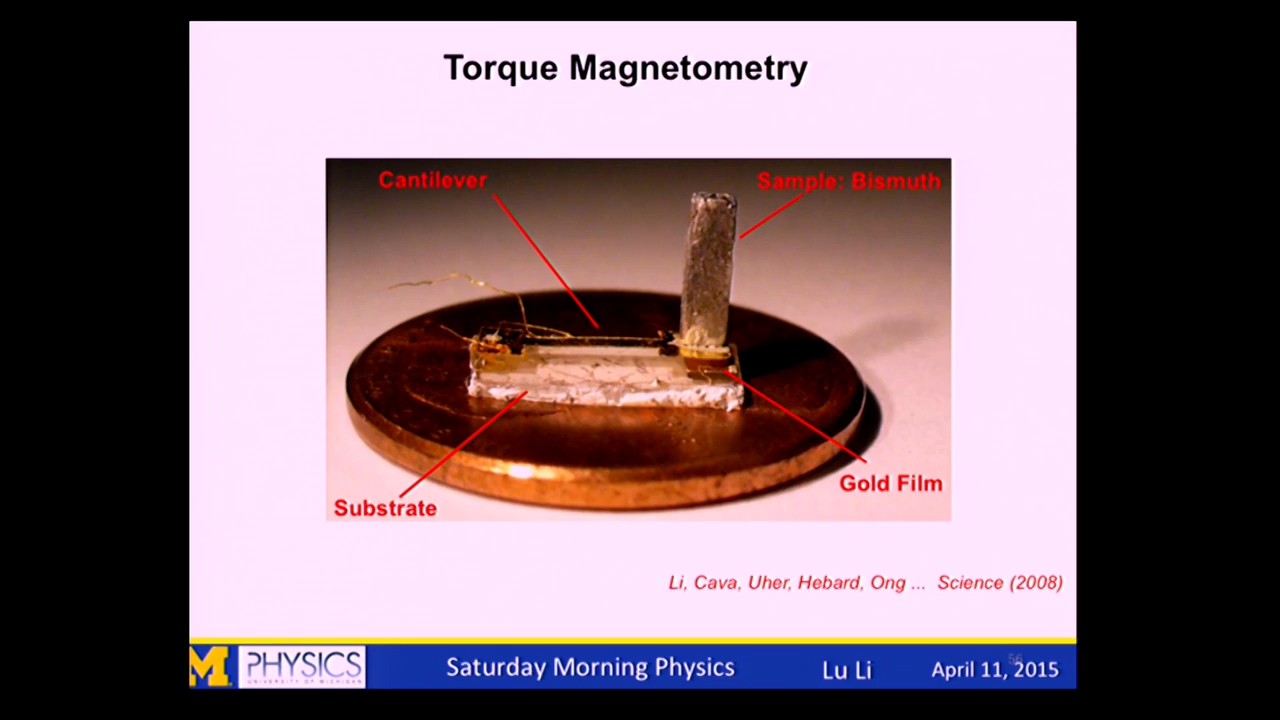 Torque Magnetometry
Cantilever
Sample: Bismuth
Gold Film
Substrate
Li, Cava, Uher, Hebard, Ong ... Science (2008)
56
M PHYSICS
UNIVERSITY OF MICHIGAN
Saturday Morning Physics
Lu Li
April 11, 2015